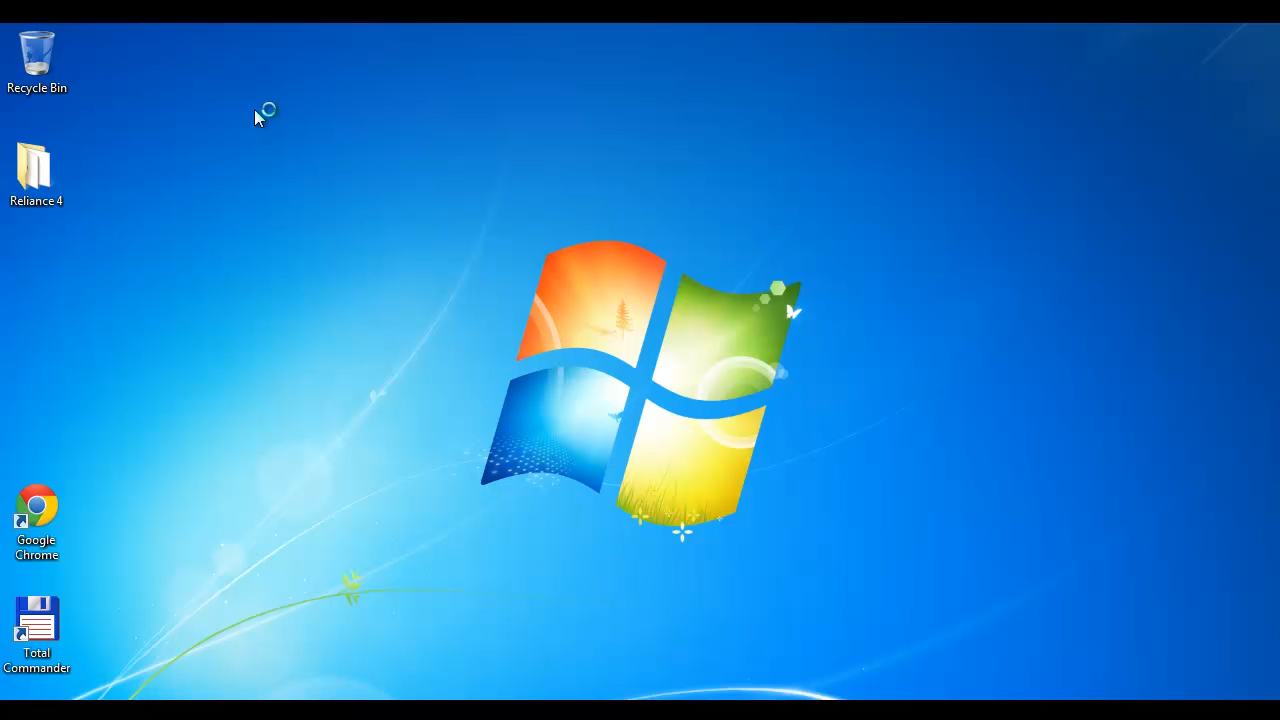 Recycle Bin
Reliance 4
Google
Chrome
Total
Commander